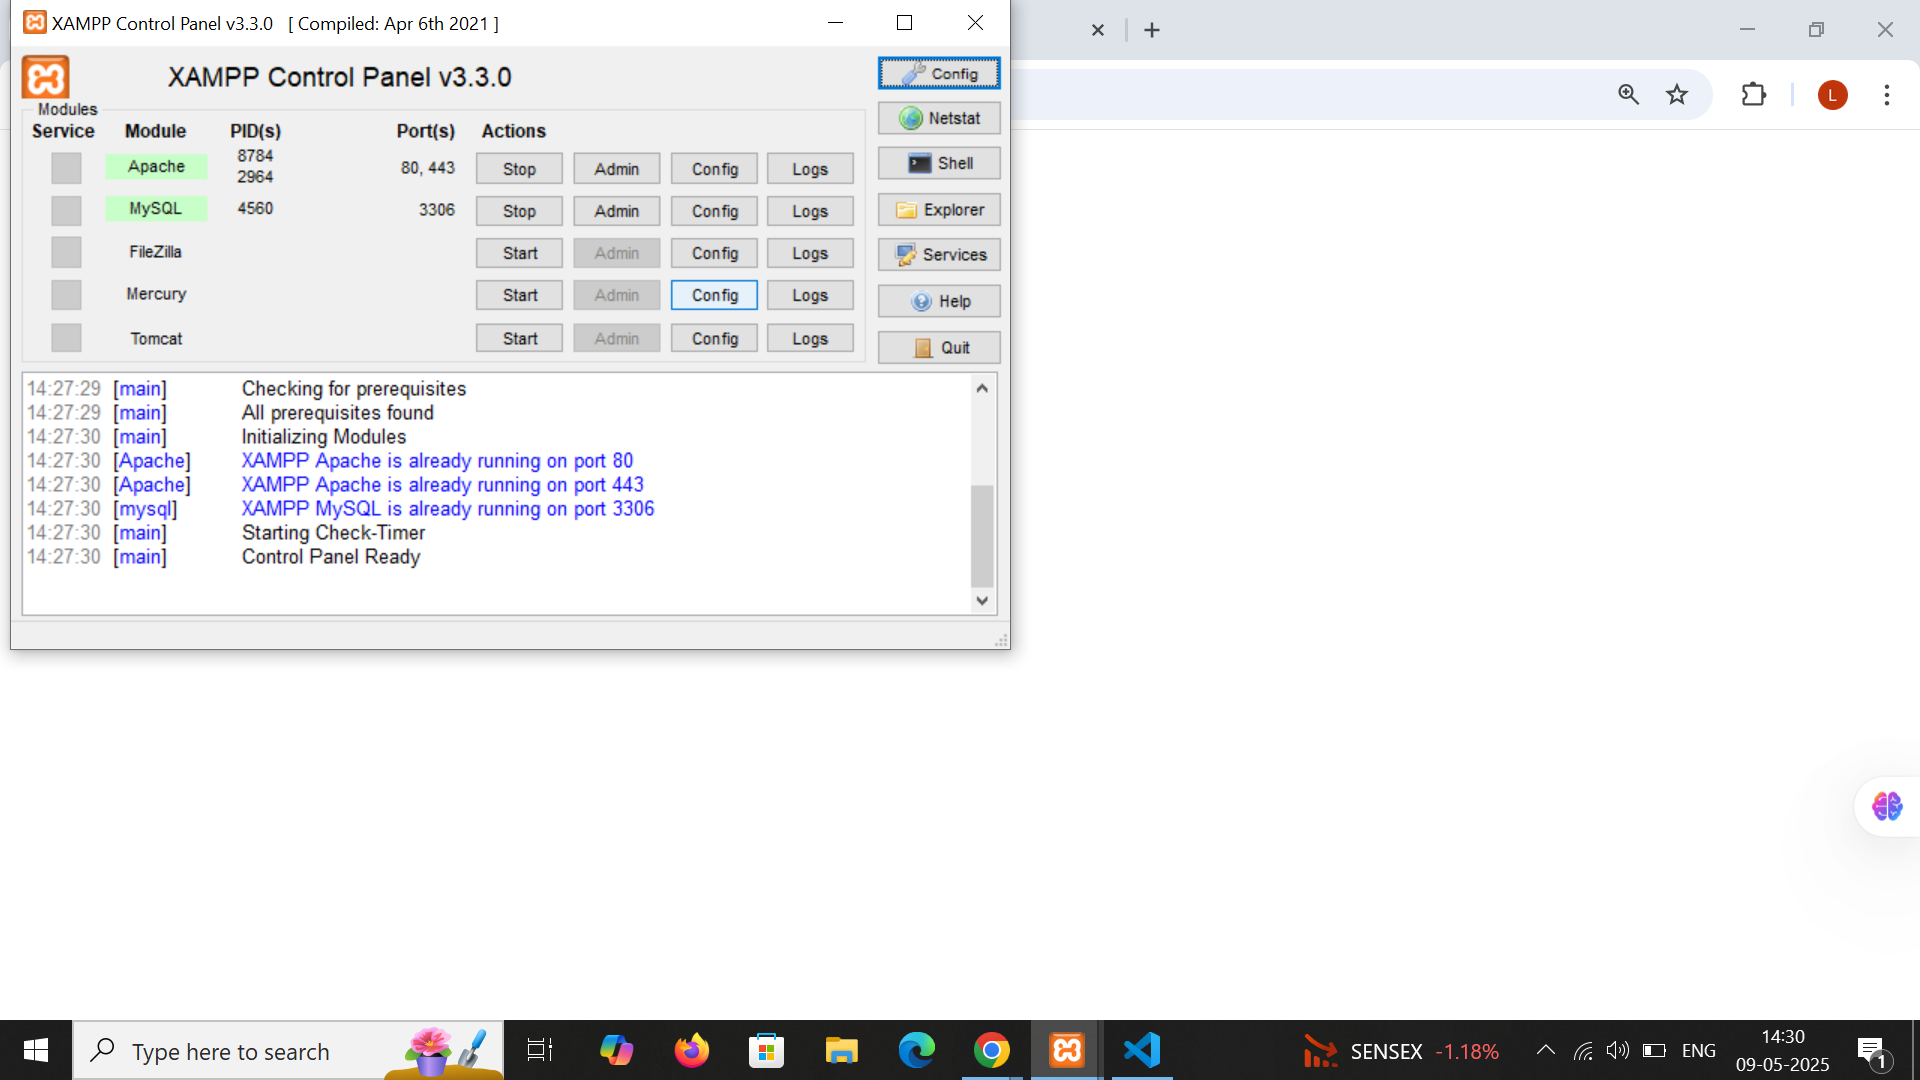 XAMPP Control Panel v3.3.0 [ Compiled: Apr 6th 2021 ]
XAMPP Control Panel v3.3.0
Config
Modules
Service Module PID(s) Port(s) Actions
Netstat
Apache 8784 80, 443 Stop Admin Config Logs
2964
Shell
MySQL 4560 3306 Stop Admin Config Logs
Explorer
FileZilla Start Admin Config Logs
Services
Mercury Start Admin Config Logs
Help
Tomcat Start Admin Config Logs
Quit
14:27:29 [main] Checking for prerequisites
14:27:29 [main] All prerequisites found
14:27:30 [main] Initializing Modules
14:27:30 [Apache] XAMPP Apache is already running on port 80
14:27:30 [Apache] XAMPP Apache is already running on port 443
14:27:30 [mysql] XAMPP MySQL is already running on port 3306
14:27:30 [main] Starting Check-Timer
14:27:30 [main] Control Panel Ready
L
Type here to search
SENSEX -1.18%
ENG
14:30
09-05-2025
1